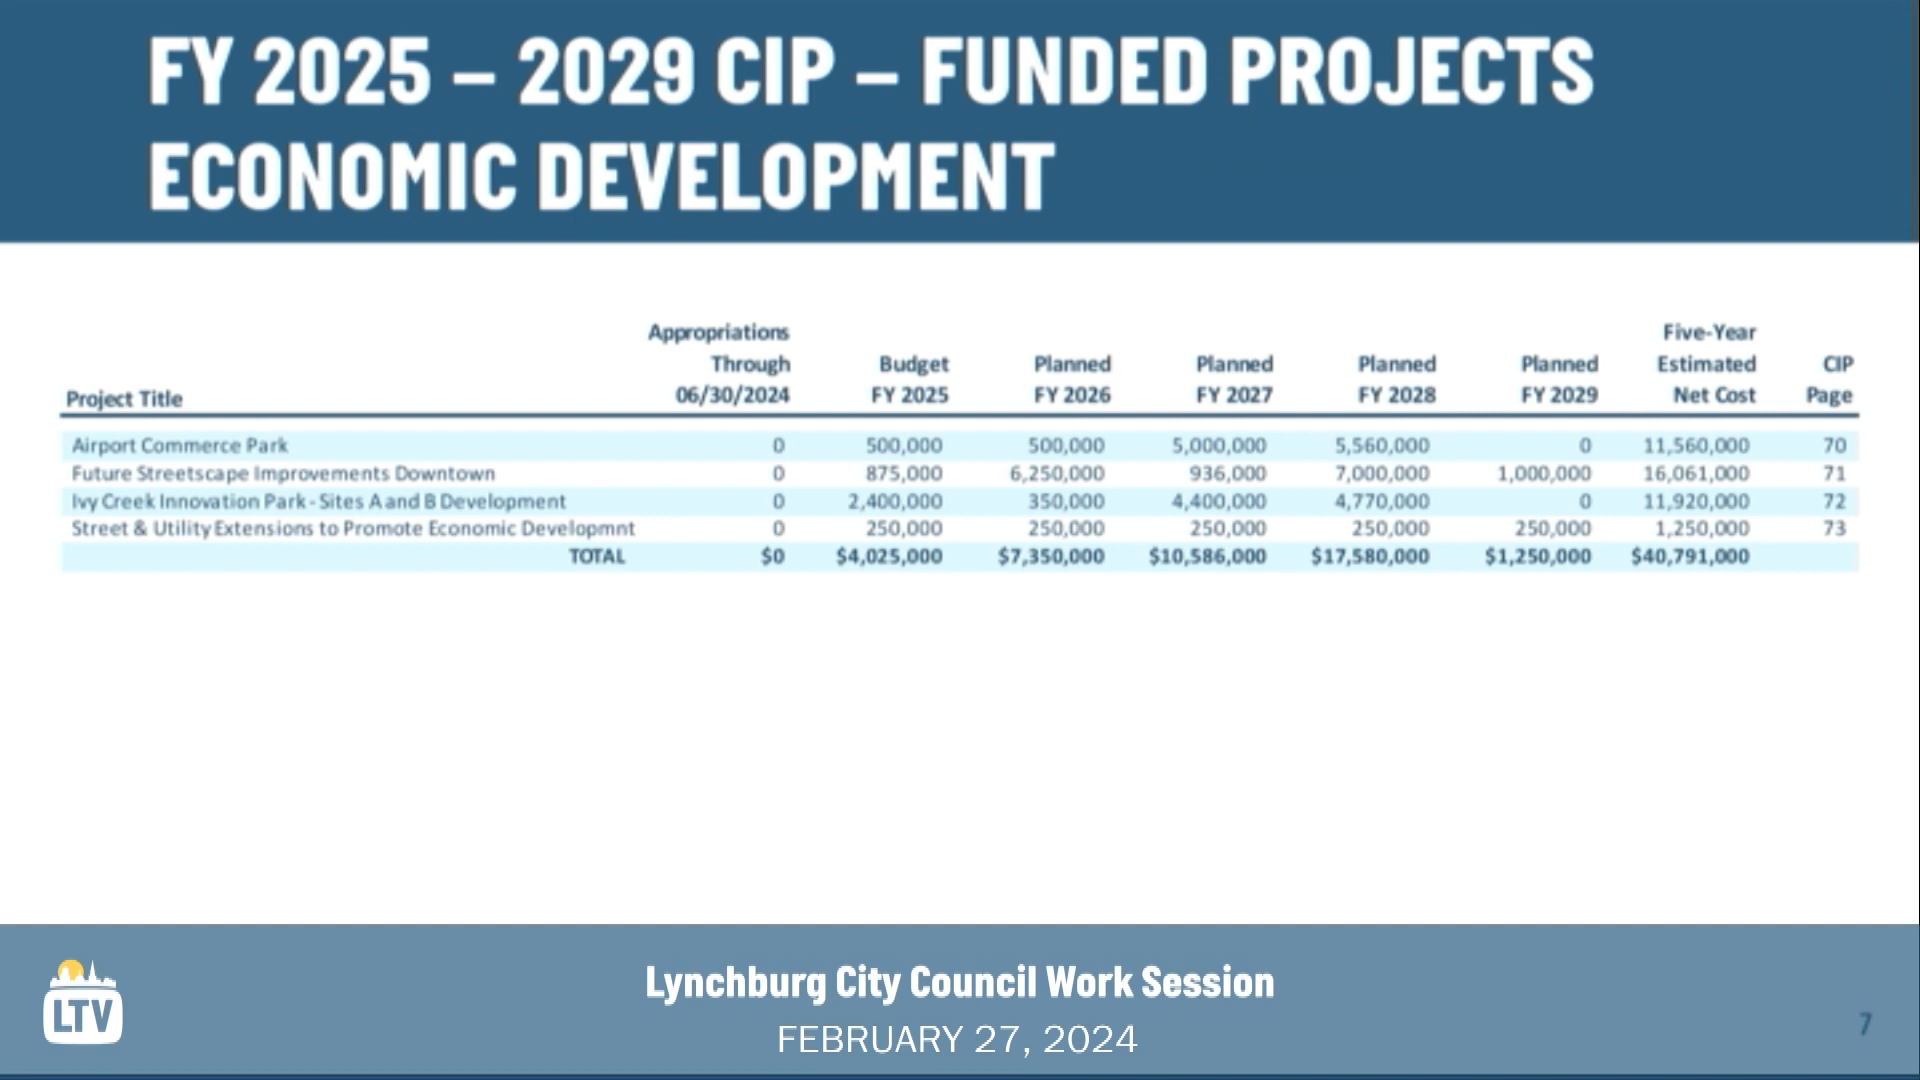 FY 2025 – 2029 CIP – FUNDED PROJECTS
ECONOMIC DEVELOPMENT
Appropriations Five-Year
Through Budget Planned Planned Planned Planned Estimated CIP
Project Title 06/30/2024 FY 2025 FY 2026 FY 2027 FY 2028 FY 2029 Net Cost Page
Airport Commerce Park 0 500,000 500,000 5,000,000 5,560,000 0 11,560,000 70
Future Streetscape Improvements Downtown 0 875,000 6,250,000 936,000 7,000,000 1,000,000 16,061,000 71
Ivy Creek Innovation Park - Sites A and B Development 0 2,400,000 350,000 4,400,000 4,770,000 0 11,920,000 72
Street & Utility Extensions to Promote Economic Developmnt 0 250,000 250,000 250,000 250,000 250,000 1,250,000 73
TOTAL $0 $4,025,000 $7,350,000 $10,586,000 $17,580,000 $1,250,000 $40,791,000
LTV
Lynchburg City Council Work Session
FEBRUARY 27, 2024
7